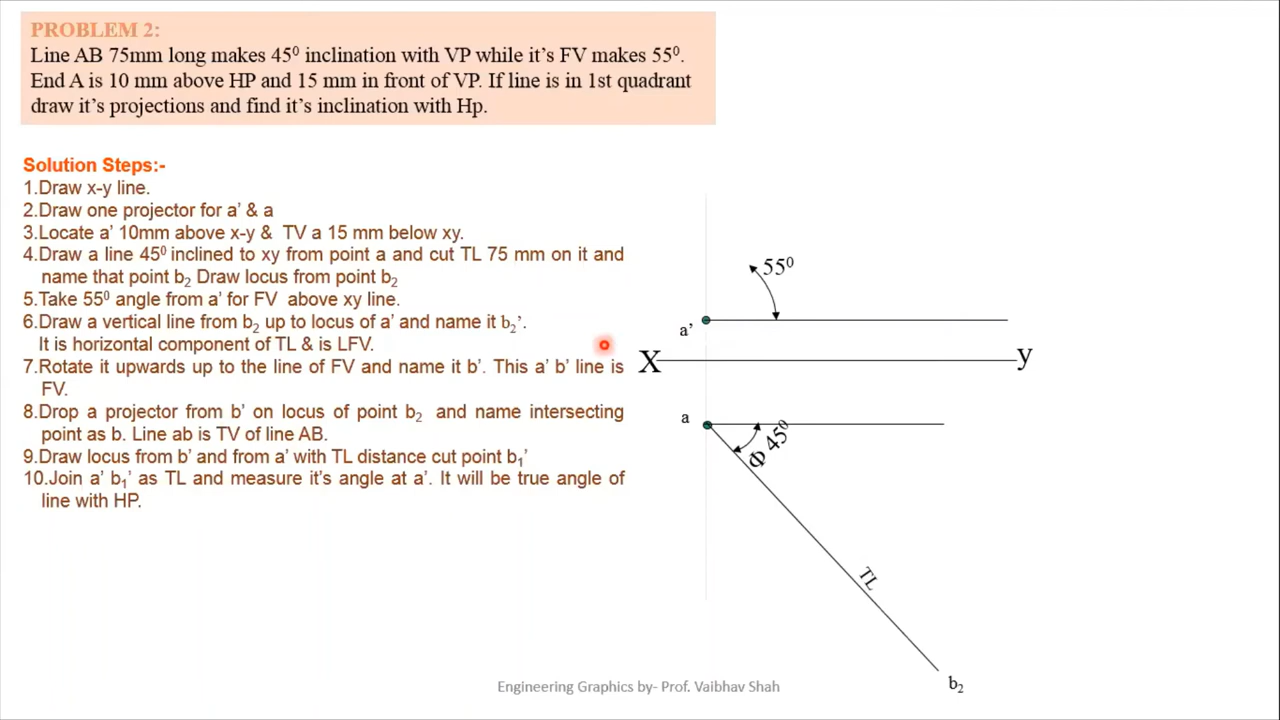 PROBLEM 2:
Line AB 75mm long makes 45⁰ inclination with VP while it's FV makes 55⁰.
End A is 10 mm above HP and 15 mm in front of VP. If line is in 1st quadrant
draw it's projections and find it's inclination with Hp.
Solution Steps:-
1.Draw x-y line.
2.Draw one projector for a' & a
3.Locate a' 10mm above x-y & TV a 15 mm below xy.
4.Draw a line 45⁰ inclined to xy from point a and cut TL 75 mm on it and
name that point b₂ Draw locus from point b₂
5.Take 55⁰ angle from a' for FV above xy line.
6.Draw a vertical line from b₂ up to locus of a' and name it b₂'.
It is horizontal component of TL & is LFV.
7.Rotate it upwards up to the line of FV and name it b'. This a' b' line is
FV.
8.Drop a projector from b' on locus of point b₂ and name intersecting
point as b. Line ab is TV of line AB.
9.Draw locus from b' and from a' with TL distance cut point b₁'
10.Join a' b₁' as TL and measure it's angle at a'. It will be true angle of
line with HP.
55⁰
a'
X
y
a
Φ 45⁰
TL
b₂
Engineering Graphics by- Prof. Vaibhav Shah